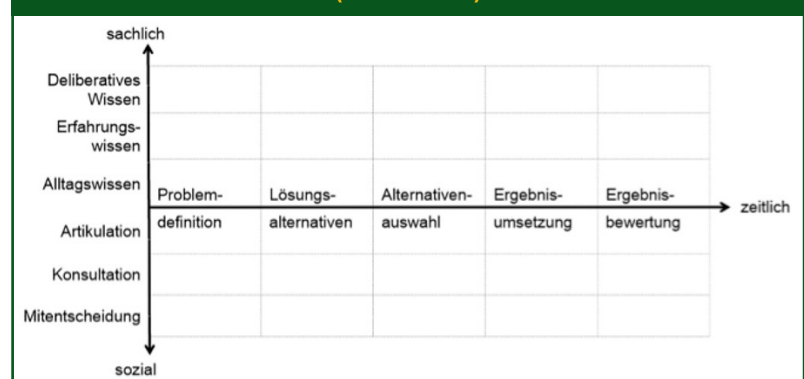 sachlich
Deliberatives
Wissen
Erfahrungs-
wissen
Alltagswissen
Problem-
Lösungs-
Alternativen-
Ergebnis-
Ergebnis-
zeitlich
definition
alternativen
auswahl
umsetzung
bewertung
Artikulation
Konsultation
Mitentscheidung
sozial